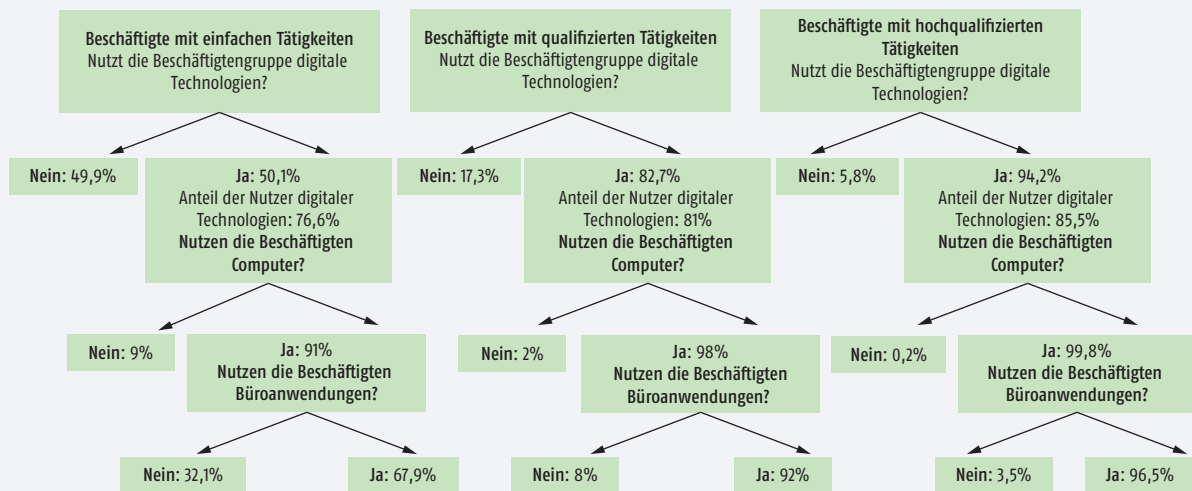 Beschäftigte mit einfachen Tätigkeiten
Nutzt die Beschäftigtengruppe digitale
Technologien?
Nein: 49,9%
Ja: 50,1%
Anteil der Nutzer digitaler
Technologien: 76,6%
Nutzen die Beschäftigten
Computer?
Nein: 9%
Ja: 91%
Nutzen die Beschäftigten
Büroanwendungen?
Nein: 32,1%
Ja: 67,9%
Beschäftigte mit qualifizierten Tätigkeiten
Nutzt die Beschäftigtengruppe digitale
Technologien?
Nein: 17,3%
Ja: 82,7%
Anteil der Nutzer digitaler
Technologien: 81%
Nutzen die Beschäftigten
Computer?
Nein: 2%
Ja: 98%
Nutzen die Beschäftigten
Büroanwendungen?
Nein: 8%
Ja: 92%
Beschäftigte mit hochqualifizierten
Tätigkeiten
Nutzt die Beschäftigtengruppe digitale
Technologien?
Nein: 5,8%
Ja: 94,2%
Anteil der Nutzer digitaler
Technologien: 85,5%
Nutzen die Beschäftigten
Computer?
Nein: 0,2%
Ja: 99,8%
Nutzen die Beschäftigten
Büroanwendungen?
Nein: 3,5%
Ja: 96,5%